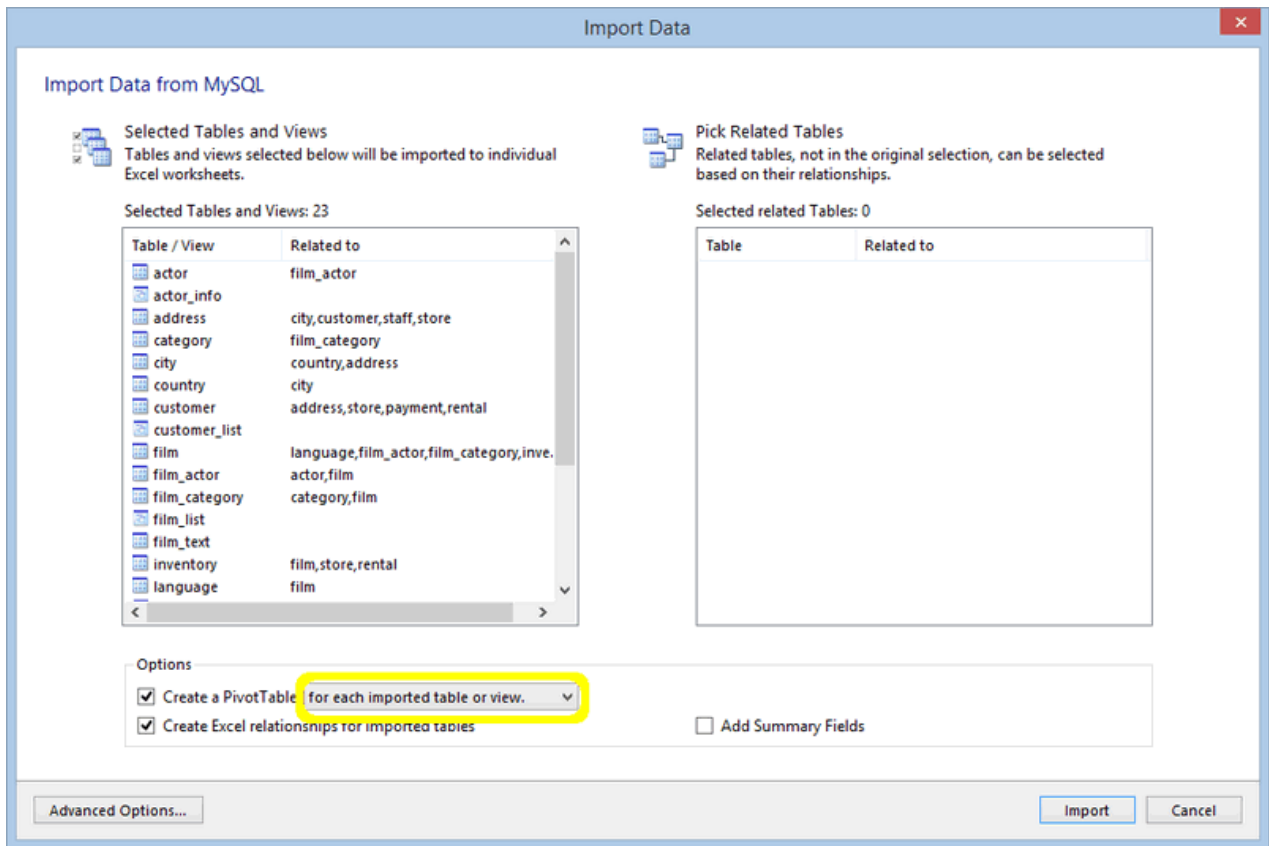 Import Data
Import Data from MySQL
Selected Tables and Views
Tables and views selected below will be imported to individual
Excel worksheets.
Selected Tables and Views: 23
Table / View Related to
actor film_actor
actor_info
address city,customer,staff,store
category film_category
city country,address
country city
customer address,store,payment,rental
customer_list
film language,film_actor,film_category,inve.
film_actor actor,film
film_category category,film
film_list
film_text
inventory film,store,rental
language film
Pick Related Tables
Related tables, not in the original selection, can be selected
based on their relationships.
Selected related Tables: 0
Table Related to
Options
Create a PivotTable for each imported table or view.
Create Excel relationships for imported tables
Add Summary Fields
Advanced Options...
Import
Cancel